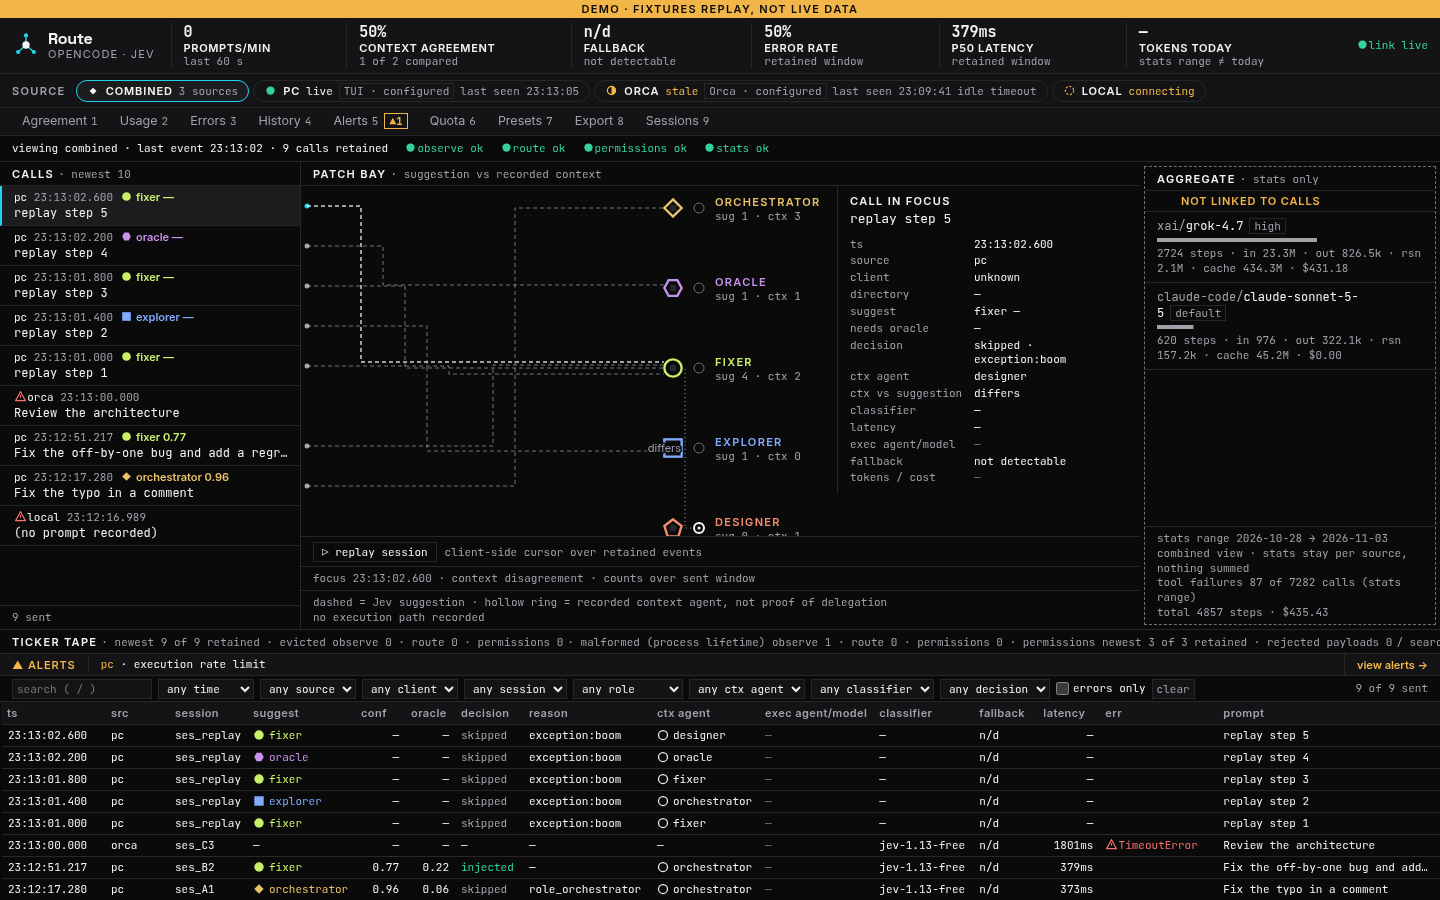 DEMO · FIXTURES REPLAY, NOT LIVE DATA
Route
OPENCODE · JEV
0
PROMPTS/MIN
last 60 s
50%
CONTEXT AGREEMENT
1 of 2 compared
n/d
FALLBACK
not detectable
50%
ERROR RATE
retained window
379ms
P50 LATENCY
retained window
—
TOKENS TODAY
stats range ≠ today
link live
SOURCE COMBINED 3 sources PC live TUI · configured last seen 23:13:05 ORCA stale Orca · configured last seen 23:09:41 idle timeout LOCAL connecting
Agreement 1 Usage 2 Errors 3 History 4 Alerts 5 ▲1 Quota 6 Presets 7 Export 8 Sessions 9
viewing combined · last event 23:13:02 · 9 calls retained observe ok route ok permissions ok stats ok
CALLS · newest 10
pc 23:13:02.600 fixer —
replay step 5
pc 23:13:02.200 oracle —
replay step 4
pc 23:13:01.800 fixer —
replay step 3
pc 23:13:01.400 explorer —
replay step 2
pc 23:13:01.000 fixer —
replay step 1
orca 23:13:00.000
Review the architecture
pc 23:12:51.217 fixer 0.77
Fix the off-by-one bug and add a regr…
pc 23:12:17.280 orchestrator 0.96
Fix the typo in a comment
local 23:12:16.989
(no prompt recorded)
9 sent
PATCH BAY · suggestion vs recorded context
ORCHESTRATOR
sug 1 · ctx 3
ORACLE
sug 1 · ctx 1
FIXER
sug 4 · ctx 2
differs
EXPLORER
sug 1 · ctx 0
DESIGNER
sug 0 · ctx 1
CALL IN FOCUS
replay step 5
ts 23:13:02.600
source pc
client unknown
directory —
suggest fixer —
needs oracle —
decision skipped ·
exception:boom
ctx agent designer
ctx vs suggestion differs
classifier —
latency —
exec agent/model —
fallback not detectable
tokens / cost —
▷ replay session client-side cursor over retained events
focus 23:13:02.600 · context disagreement · counts over sent window
dashed = Jev suggestion · hollow ring = recorded context agent, not proof of delegation
no execution path recorded
AGGREGATE · stats only
NOT LINKED TO CALLS
xai/grok-4.7 high
2724 steps · in 23.3M · out 826.5k · rsn
2.1M · cache 434.3M · $431.18
claude-code/claude-sonnet-5-
5 default
620 steps · in 976 · out 322.1k · rsn
157.2k · cache 45.2M · $0.00
stats range 2026-10-28 → 2026-11-03
combined view · stats stay per source,
nothing summed
tool failures 87 of 7282 calls (stats
range)
total 4857 steps · $435.43
TICKER TAPE · newest 9 of 9 retained · evicted observe 0 · route 0 · permissions 0 · malformed (process lifetime) observe 1 · route 0 · permissions 0 · permissions newest 3 of 3 retained · rejected payloads 0 / searc
▲ ALERTS pc · execution rate limit view alerts →
search ( / ) any time any source any client any session any role any ctx agent any classifier any decision errors only clear 9 of 9 sent
ts src session suggest conf oracle decision reason ctx agent exec agent/model classifier fallback latency err prompt
23:13:02.600 pc ses_replay fixer — — skipped exception:boom designer — — n/d — replay step 5
23:13:02.200 pc ses_replay oracle — — skipped exception:boom oracle — — n/d — replay step 4
23:13:01.800 pc ses_replay fixer — — skipped exception:boom fixer — — n/d — replay step 3
23:13:01.400 pc ses_replay explorer — — skipped exception:boom orchestrator — — n/d — replay step 2
23:13:01.000 pc ses_replay fixer — — skipped exception:boom fixer — — n/d — replay step 1
23:13:00.000 orca ses_C3 — — — — — — — jev-1.13-free n/d 1801ms TimeoutError Review the architecture
23:12:51.217 pc ses_B2 fixer 0.77 0.22 injected — orchestrator — jev-1.13-free n/d 379ms Fix the off-by-one bug and add…
23:12:17.280 pc ses_A1 orchestrator 0.96 0.06 skipped role_orchestrator orchestrator — jev-1.13-free n/d 373ms Fix the typo in a comment